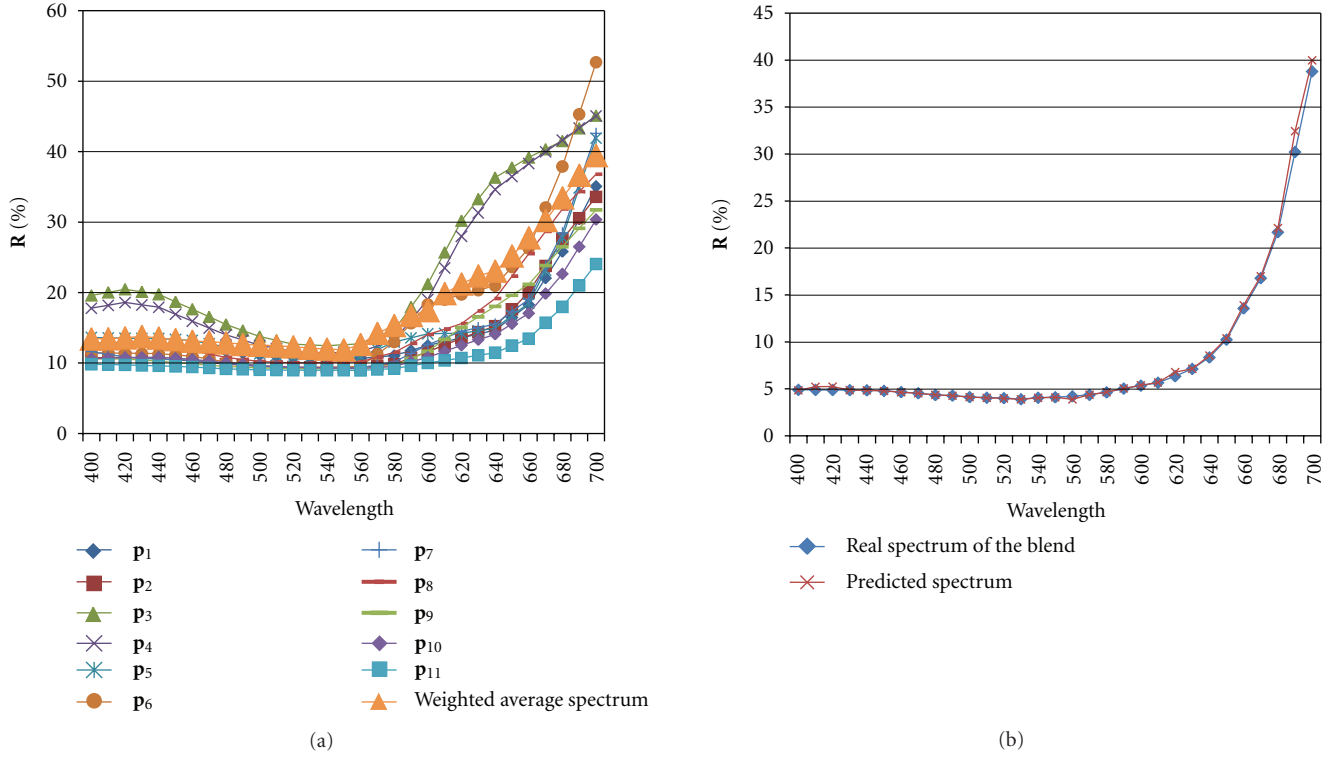 60
50
40
30
20
10
0
R (%)
400 420 440 460 480 500 520 540 560 580 600 620 640 660 680 700
Wavelength
p1
p2
p3
p4
p5
p6
p7
p8
p9
p10
p11
Weighted average spectrum
(a)
45
40
35
30
25
20
15
10
5
0
R (%)
400 420 440 460 480 500 520 540 560 580 600 620 640 660 680 700
Wavelength
Real spectrum of the blend
Predicted spectrum
(b)